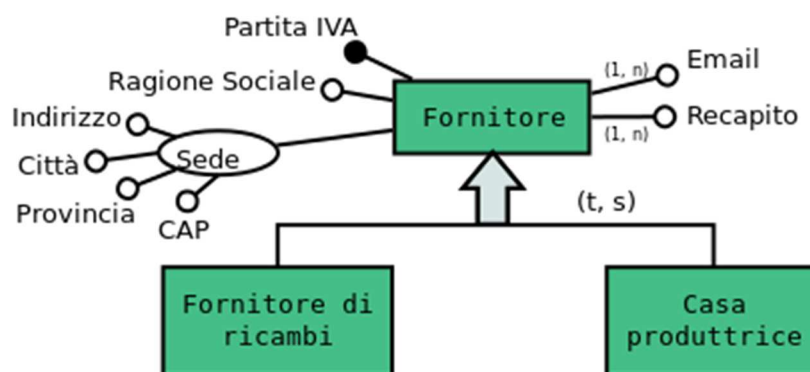 Partita IVA
Ragione Sociale
Indirizzo
Città
Sede
Provincia
CAP
Fornitore
(1, n)
Email
Recapito
(1, n)
(t, s)
Fornitore di
ricambi
Casa
produttrice